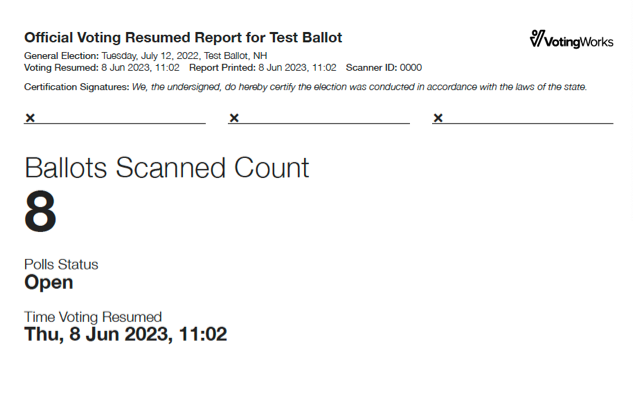 Official Voting Resumed Report for Test Ballot
VotingWorks
General Election: Tuesday, July 12, 2022, Test Ballot, NH
Voting Resumed: 8 Jun 2023, 11:02 Report Printed: 8 Jun 2023, 11:02 Scanner ID: 0000
Certification Signatures: We, the undersigned, do hereby certify the election was conducted in accordance with the laws of the state.
x x x
Ballots Scanned Count
8
Polls Status
Open
Time Voting Resumed
Thu, 8 Jun 2023, 11:02